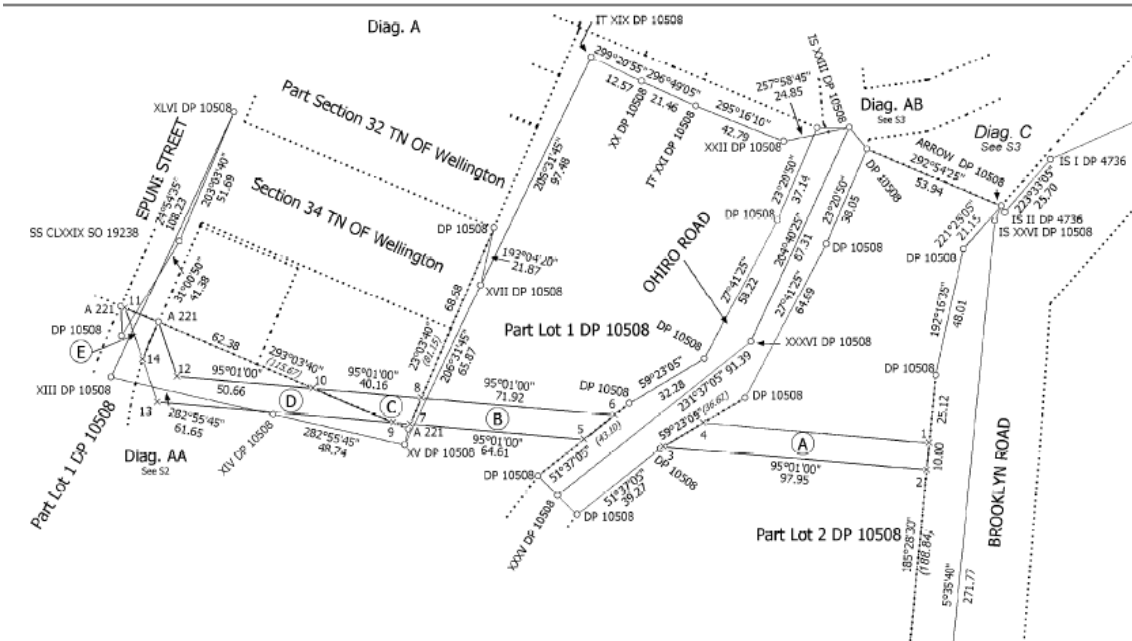 Diag. A
IT XIX DP 10508
299°20'55"
12.57
296°49'05"
21.46
295°16'10"
42.79
XX DP 10508
IT XXI DP 10508
XXII DP 10508
257°58'45"
24.85
IS XXIII DP 10508
Diag. AB
See S3
Diag. C
See S3
ARROW DP 10508
292°54'25"
53.94
IS I DP 4736
223°33'05"
25.70
IS II DP 4736
IS XXVI DP 10508
221°29'05"
21.15
DP 10508
DP 10508
XLVI DP 10508
EPUNI STREET
Part Section 32 TN OF Wellington
Section 34 TN OF Wellington
24°54'35"
108.23
203°03'40"
51.69
SS CLXXIX SO 19238
31°00'50"
41.38
205°31'45"
97.48
DP 10508
193°04'20"
21.87
XVII DP 10508
68.58
23°03'40"
(81.15)
206°31'45"
65.87
OHIRO ROAD
23°20'50"
37.14
DP 10508
27°41'25"
53.22
204°40'25"
67.31
23°20'50"
38.05
DP 10508
27°41'25"
64.69
Part Lot 1 DP 10508
DP 10508
XXXVI DP 10508
59°23'05"
32.28
231°37'05"
91.39
192°16'35"
48.01
DP 10508
25.12
11
A 221
A 221
DP 10508
E
14
12
XIII DP 10508
13
62.38
293°03'40"
(115.67)
95°01'00"
50.66
10
95°01'00"
40.16
8
95°01'00"
71.92
DP 10508
6
D
C
B
7
9
A 221
282°55'45"
61.65
XIV DP 10508
282°55'45"
48.74
XV DP 10508
95°01'00"
64.61
5
Diag. AA
See S2
Part Lot 1 DP 10508
DP 10508
51°37'05"
(43.10)
59°23'05"
(36.62)
DP 10508
4
3
DP 10508
51°37'05"
39.27
DP 10508
XXXV DP 10508
A
95°01'00"
97.95
1
10.00
2
Part Lot 2 DP 10508
185°28'30"
(188.84)
5°35'40"
271.77
BROOKLYN ROAD